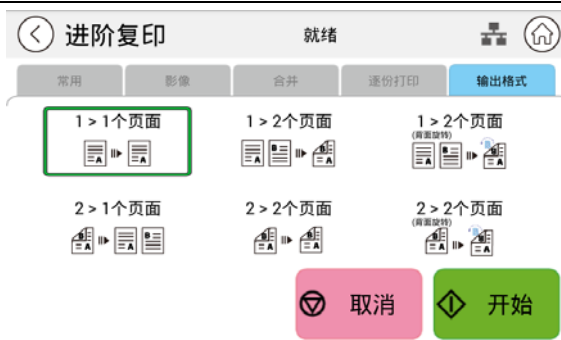 进阶复印
就绪
常用 影像 合并 逐份打印 输出格式
1 > 1个页面
1 > 2个页面
1 > 2个页面
(背面旋转)
A A
A B B A
A B B A
2 > 1个页面
2 > 2个页面
2 > 2个页面
(背面旋转)
B A A B
B A B A
B A B A
取消
开始